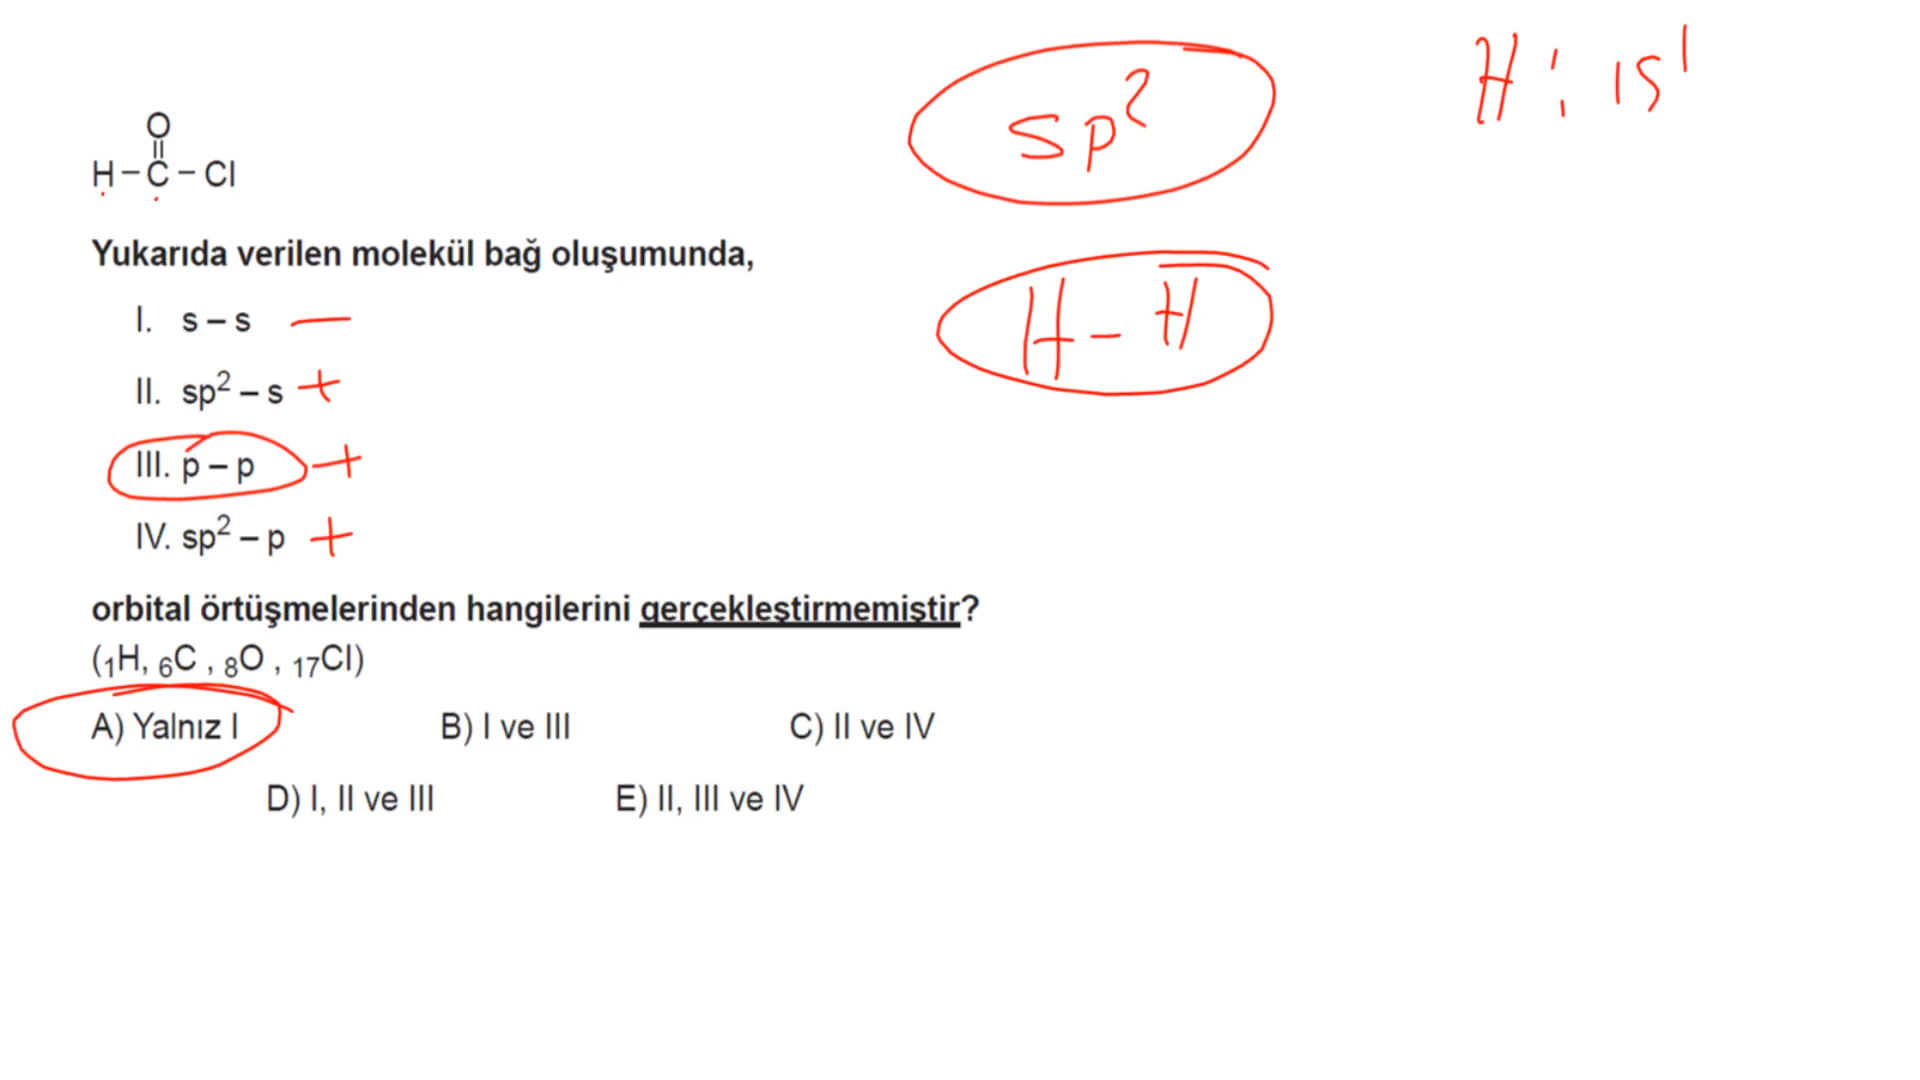 sp²
H : 1s¹
O
H – C – Cl
Yukarıda verilen molekül bağ oluşumunda,
H – H
I. s – s —
II. sp² – s +
III. p – p +
IV. sp² – p +
orbital örtüşmelerinden hangilerini gerçekleştirmemiştir?
(₁H, ₆C , ₈O , ₁₇Cl)
A) Yalnız I B) I ve III C) II ve IV
D) I, II ve III E) II, III ve IV